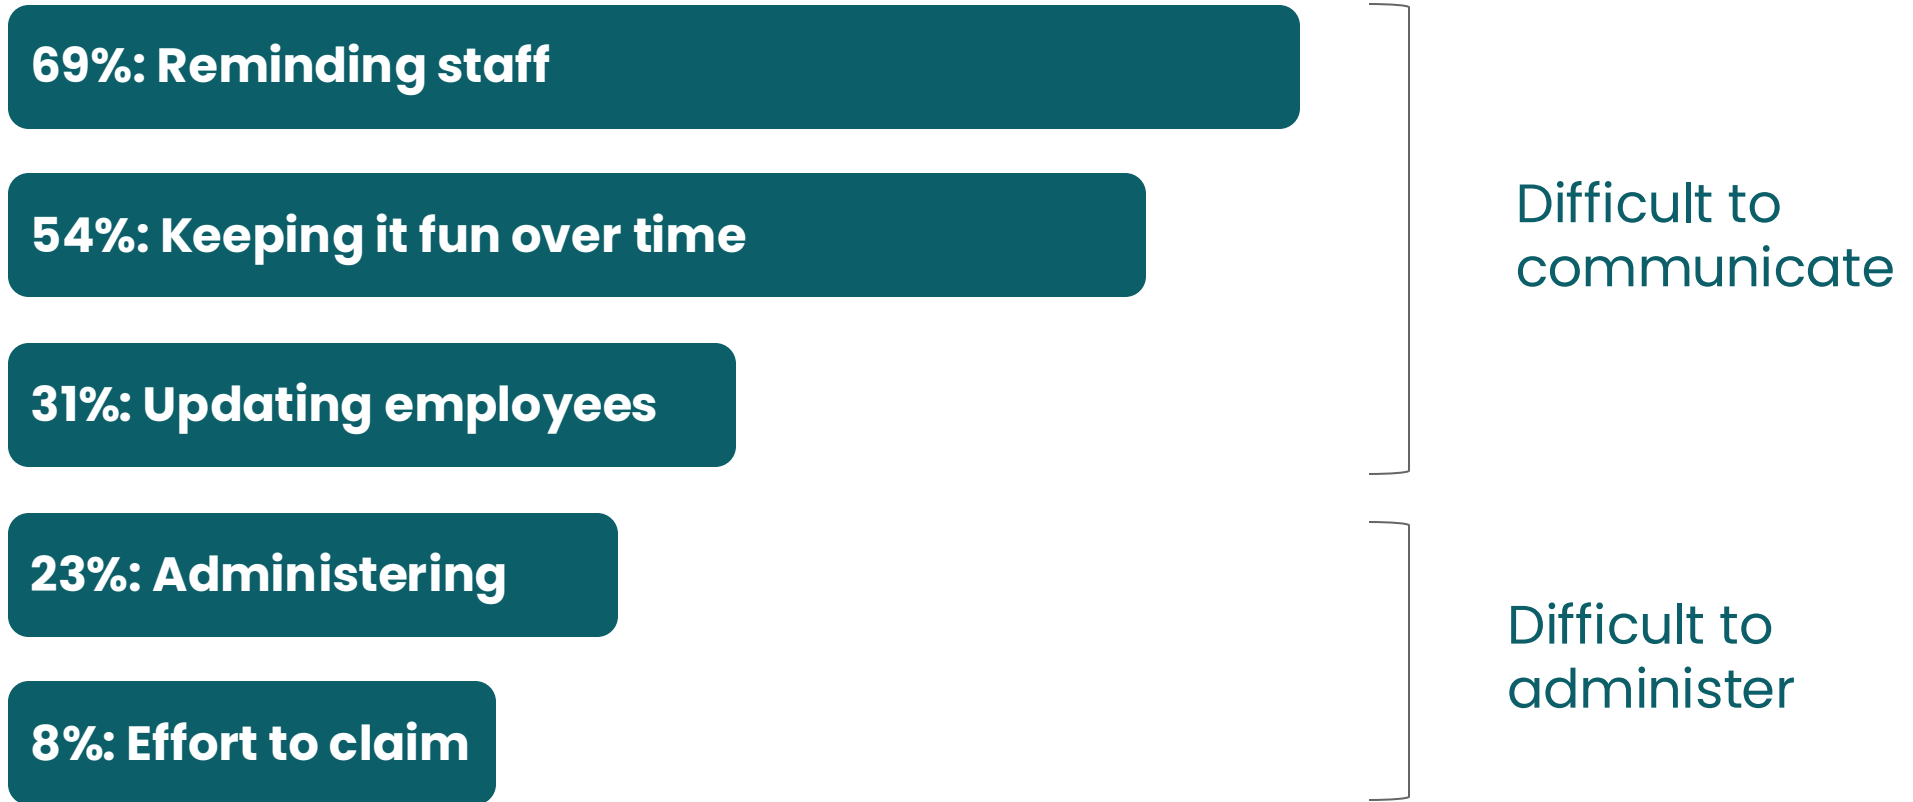 69%: Reminding staff
54%: Keeping it fun over time
31%: Updating employees
23%: Administering
8%: Effort to claim
Difficult to
communicate
Difficult to
administer